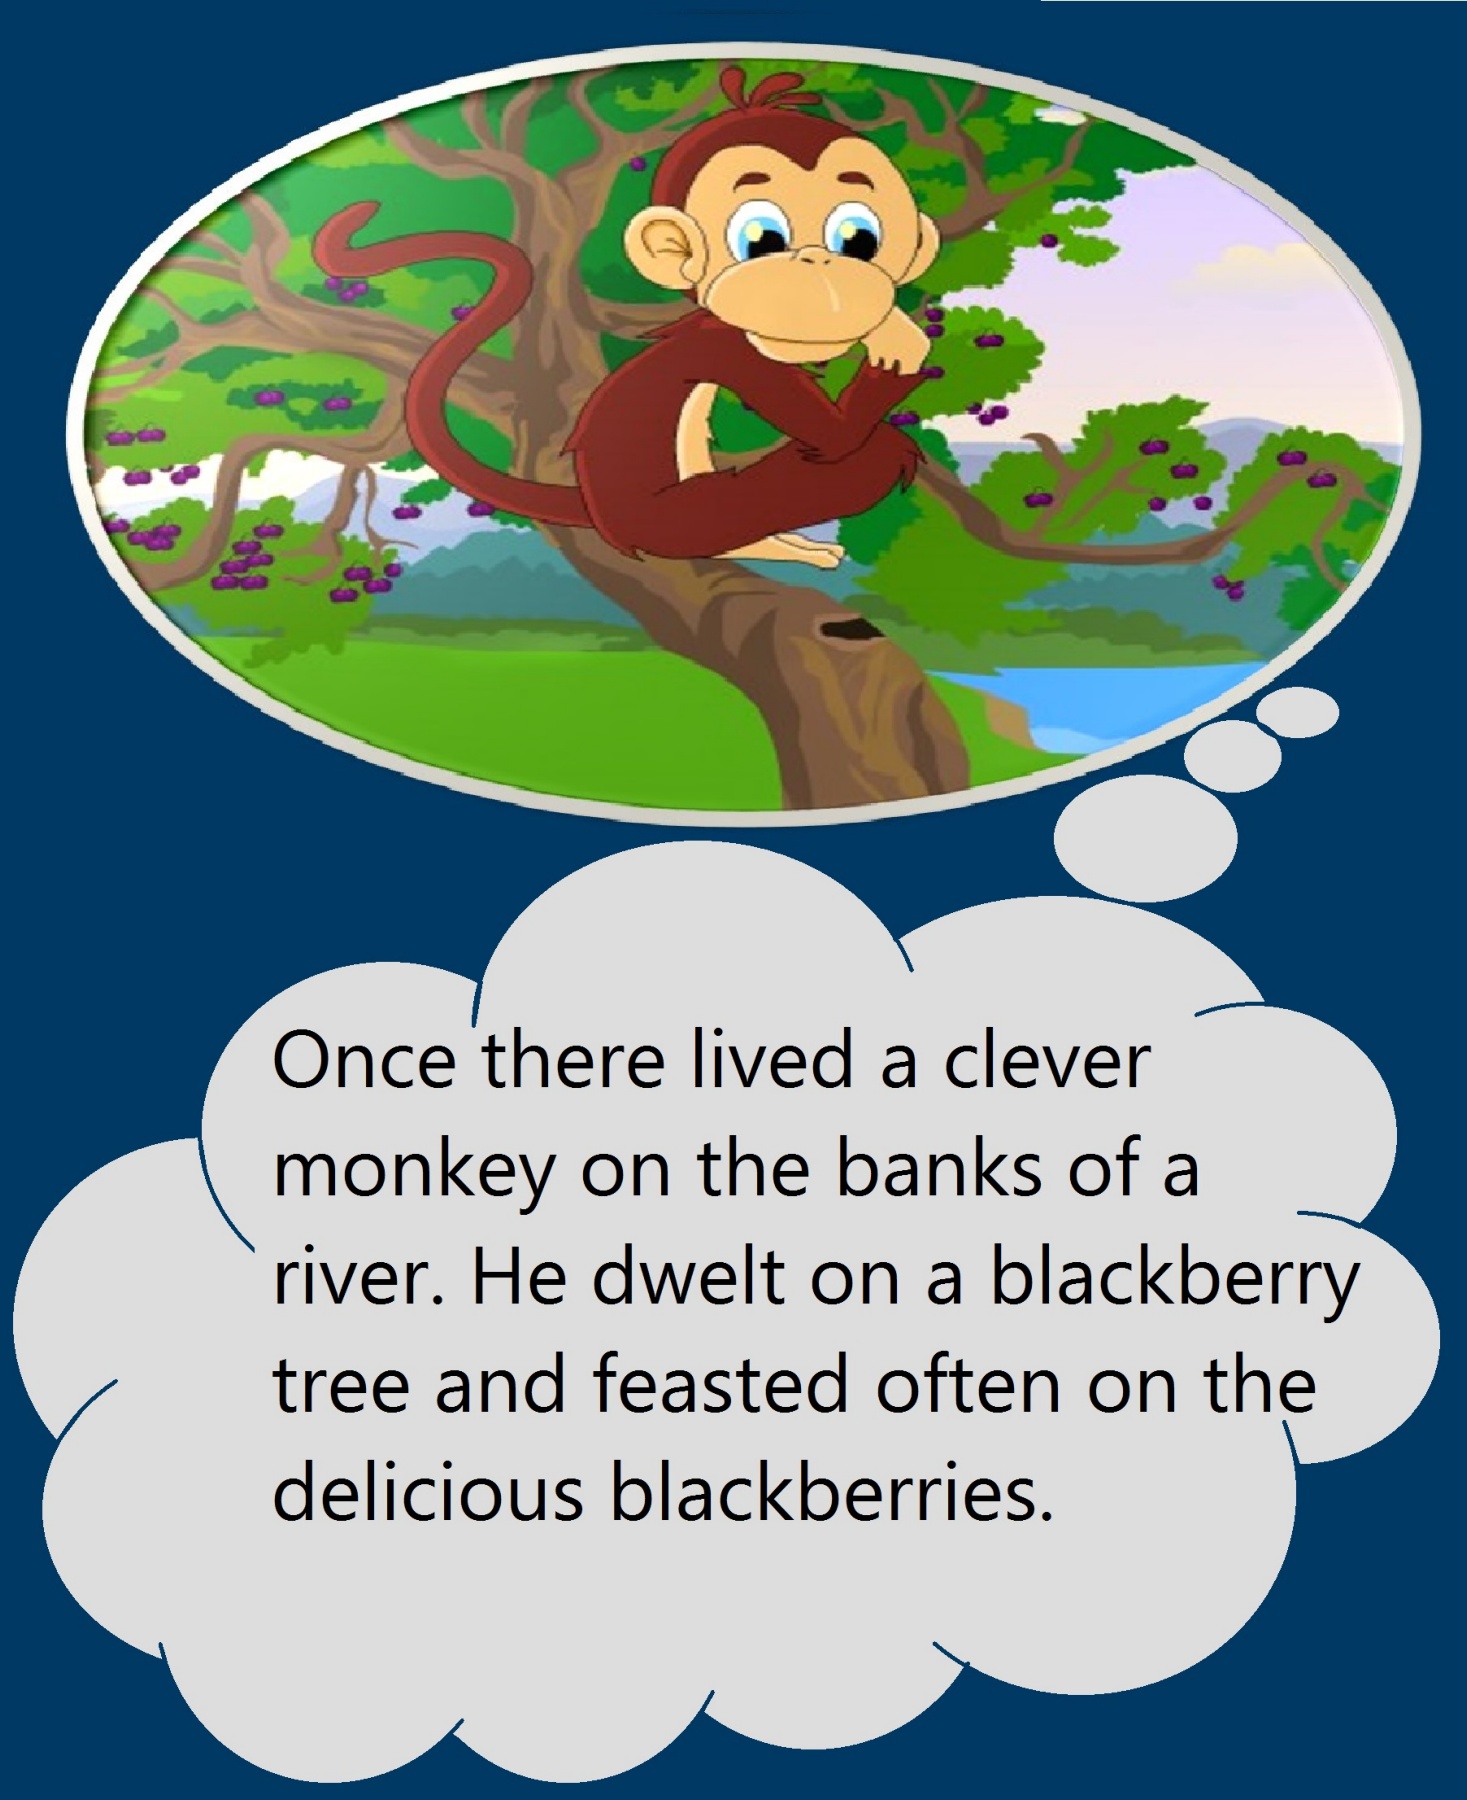 Once there lived a clever
monkey on the banks of a
river. He dwelt on a blackberry
tree and feasted often on the
delicious blackberries.